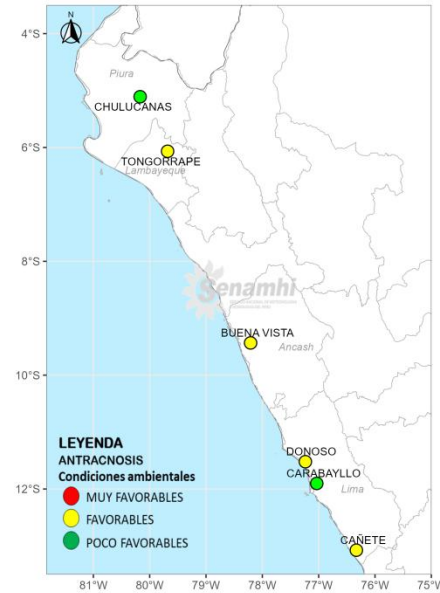 4°S
N
Piura
CHULUCANAS
6°S
TONGORRAPE
Lambayeque
8°S
Senamhi
BUENA VISTA
Ancash
10°S
LEYENDA
ANTRACNOSIS
Condiciones ambientales
MUY FAVORABLES
FAVORABLES
POCO FAVORABLES
DONOSO
CARABAYLLO
12°S
Lima
CAÑETE
81°W
80°W
79°W
78°W
77°W
76°W
75°W